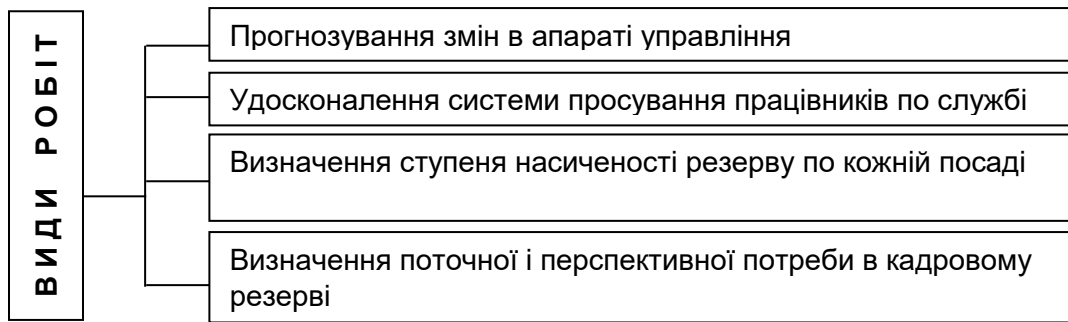 ВИДИ РОБІТ
Прогнозування змін в апараті управління
Удосконалення системи просування працівників по службі
Визначення ступеня насиченості резерву по кожній посаді
Визначення поточної і перспективної потреби в кадровому
резерві